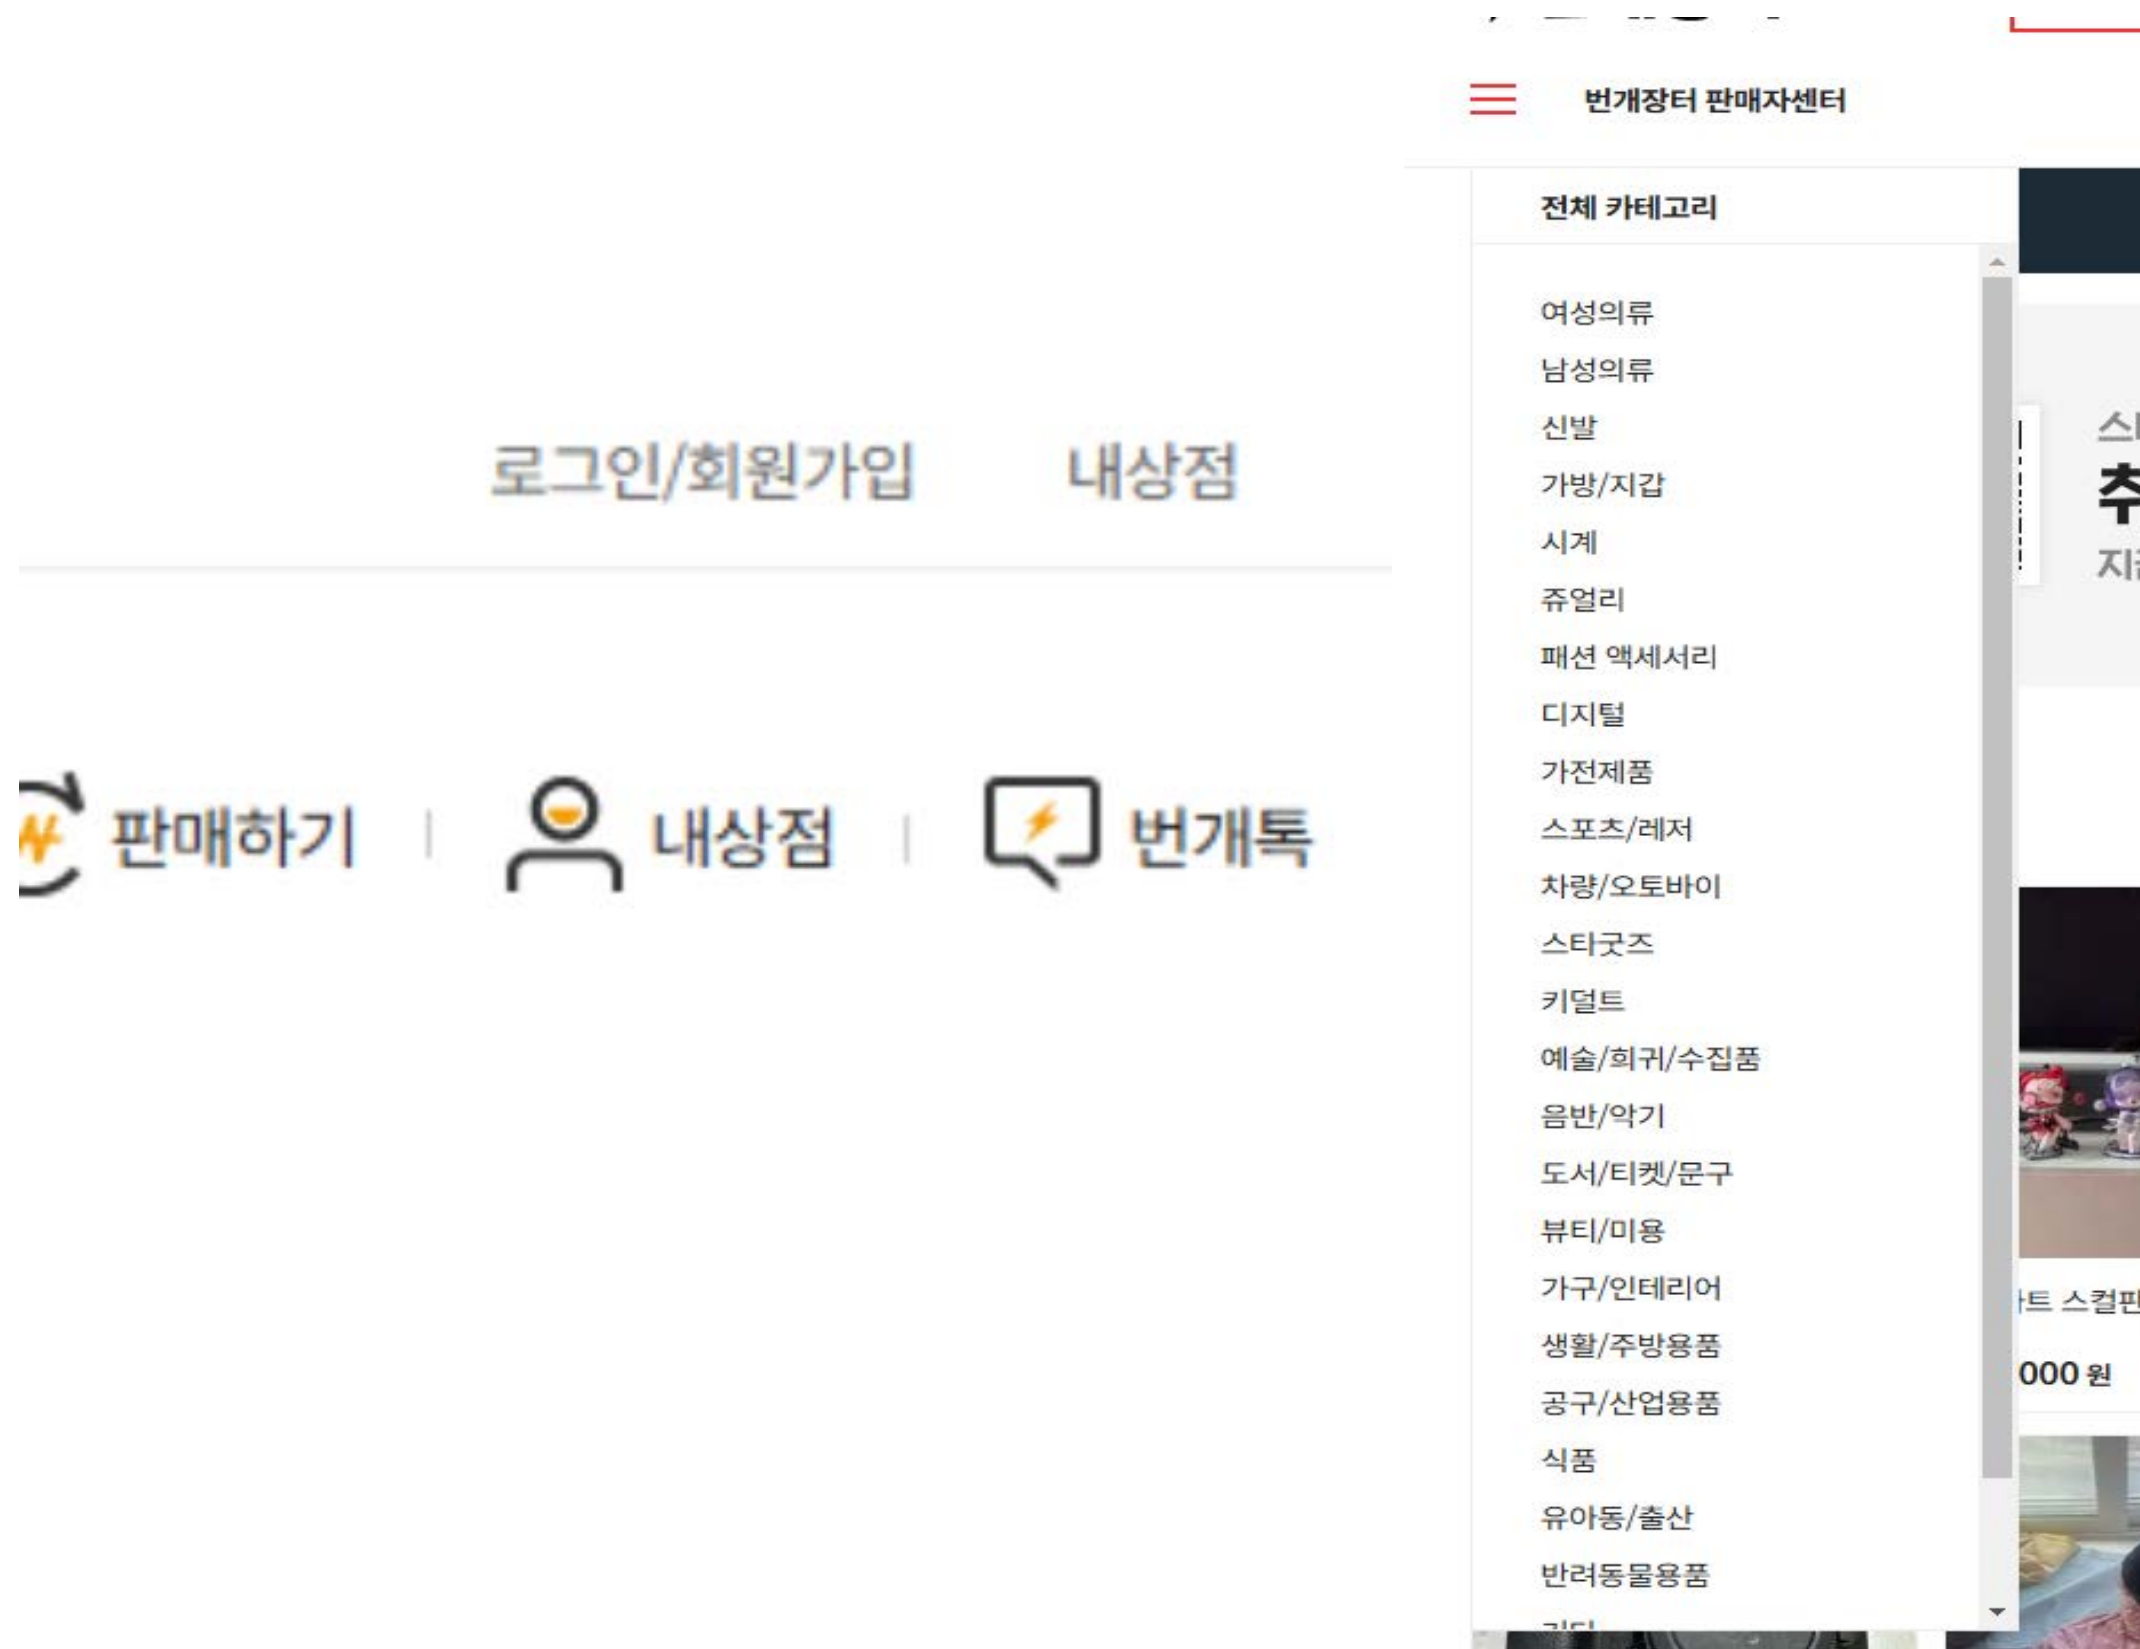 로그인/회원가입 내상점
판매하기 내상점 번개톡
번개장터 판매자센터
전체 카테고리
여성의류
남성의류
신발
가방/지갑
시계
쥬얼리
패션 액세서리
디지털
가전제품
스포츠/레저
차량/오토바이
스타굿즈
키덜트
예술/희귀/수집품
음반/악기
도서/티켓/문구
뷰티/미용
가구/인테리어
생활/주방용품
공구/산업용품
식품
유아동/출산
반려동물용품
트 스컬판
000 원